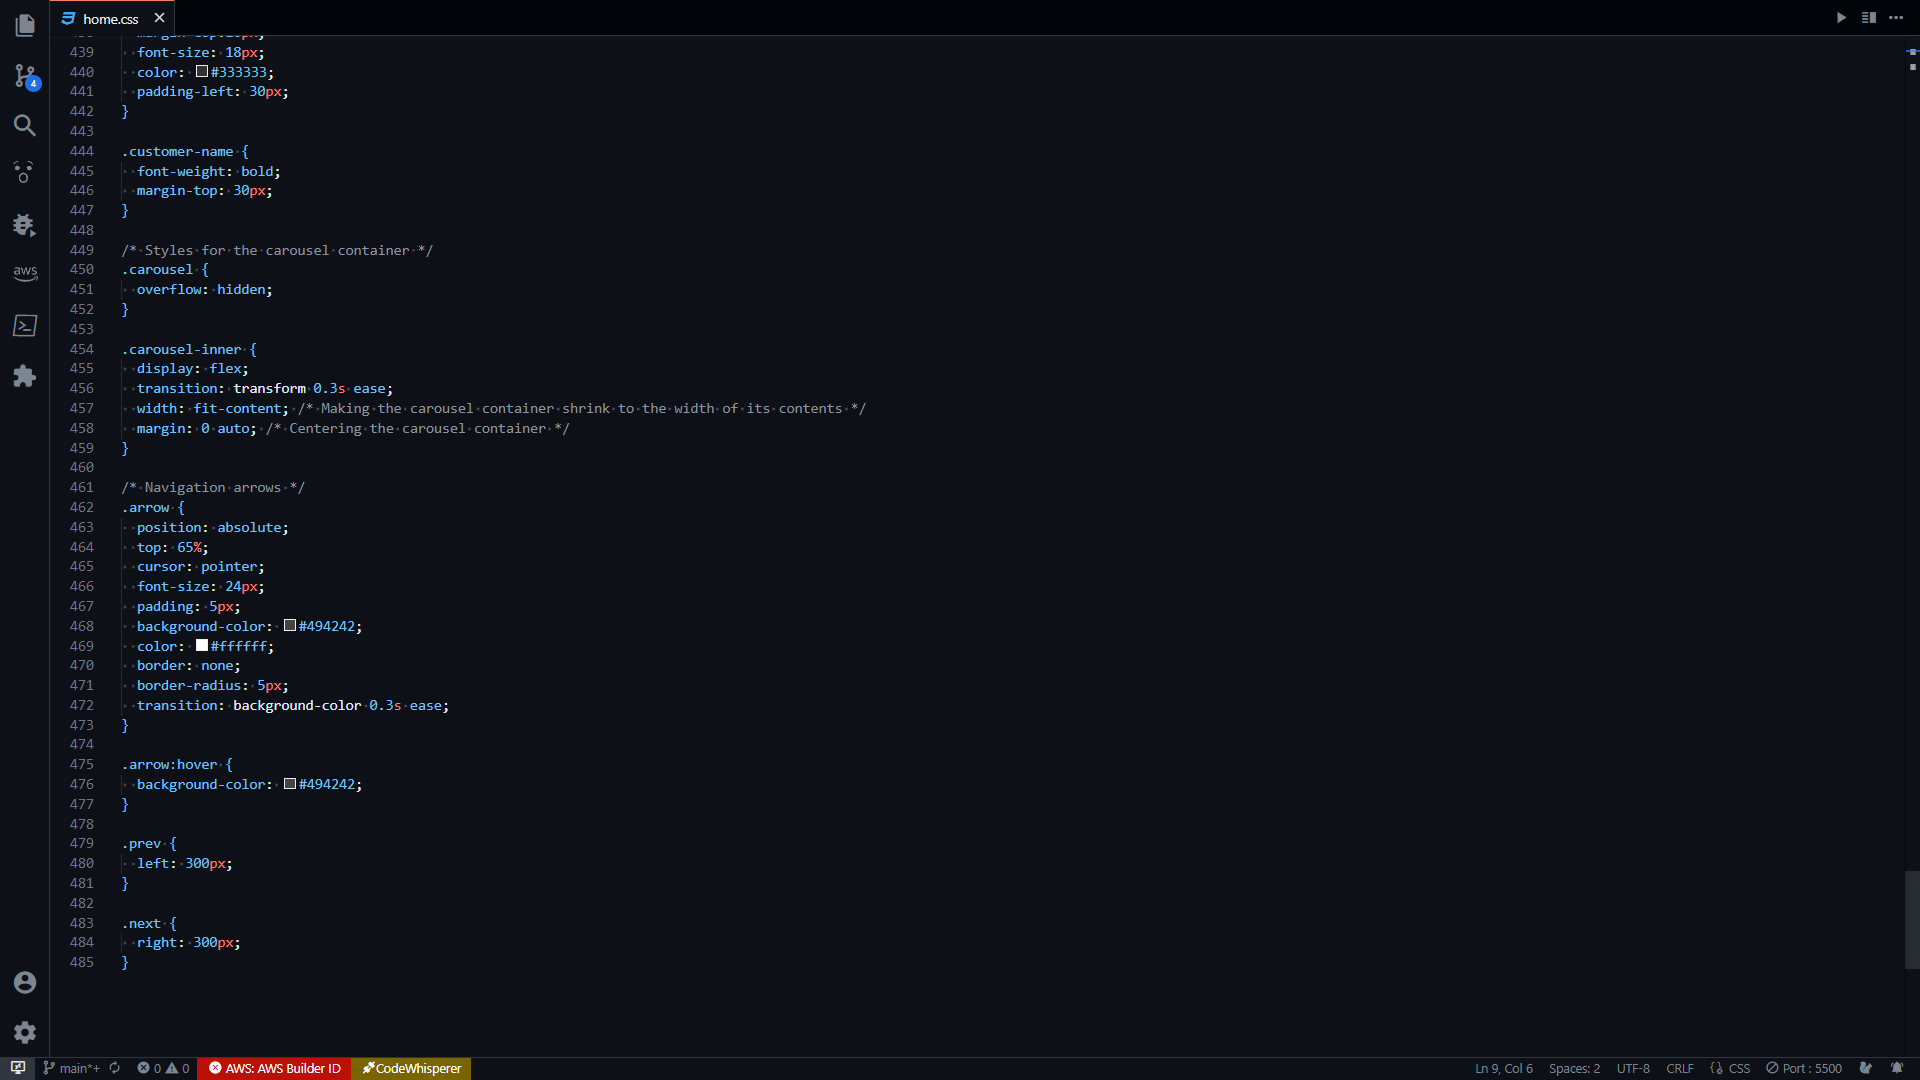 home.css
439 font-size: 18px;
440 color: #333333;
441 padding-left: 30px;
442 }
443
444 .customer-name {
445 font-weight: bold;
446 margin-top: 30px;
447 }
448
449 /* Styles for the carousel container */
450 .carousel {
451 overflow: hidden;
452 }
453
454 .carousel-inner {
455 display: flex;
456 transition: transform 0.3s ease;
457 width: fit-content; /* Making the carousel container shrink to the width of its contents */
458 margin: 0 auto; /* Centering the carousel container */
459 }
460
461 /* Navigation arrows */
462 .arrow {
463 position: absolute;
464 top: 65%;
465 cursor: pointer;
466 font-size: 24px;
467 padding: 5px;
468 background-color: #494242;
469 color: #ffffff;
470 border: none;
471 border-radius: 5px;
472 transition: background-color 0.3s ease;
473 }
474
475 .arrow:hover {
476 background-color: #494242;
477 }
478
479 .prev {
480 left: 300px;
481 }
482
483 .next {
484 right: 300px;
485 }
4
aws
main*+ 0 0 AWS: AWS Builder ID CodeWhisperer Ln 9, Col 6 Spaces: 2 UTF-8 CRLF CSS Port : 5500